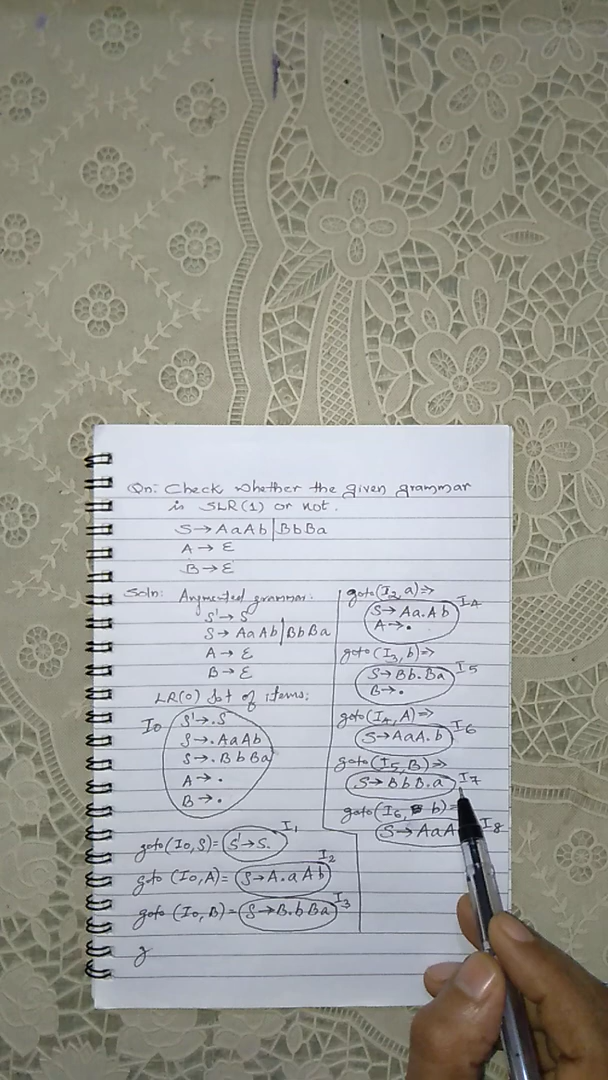 Qn: Check whether the given grammar
is SLR(1) or not.
S→AaAb|BbBa
A→ε
B→ε
Soln: Augmented grammar:
S'→S
S→AaAb|BbBa
A→ε
B→ε
LR(0) set of items:
I0
S'→.S
S→.AaAb
S→.BbBa
A→.
B→.
goto(I0,S)=S'→S. I1
goto(I0,A)=S→A.aAb I2
goto(I0,B)=S→B.bBa I3
goto(I2,a)=>
S→Aa.Ab I4
A→.
goto(I3,b)=>
S→Bb.Ba I5
B→.
goto(I4,A)=>
S→AaA.b I6
goto(I5,B)=>
S→BbB.a I7
goto(I6, b)=
S→AaA I8